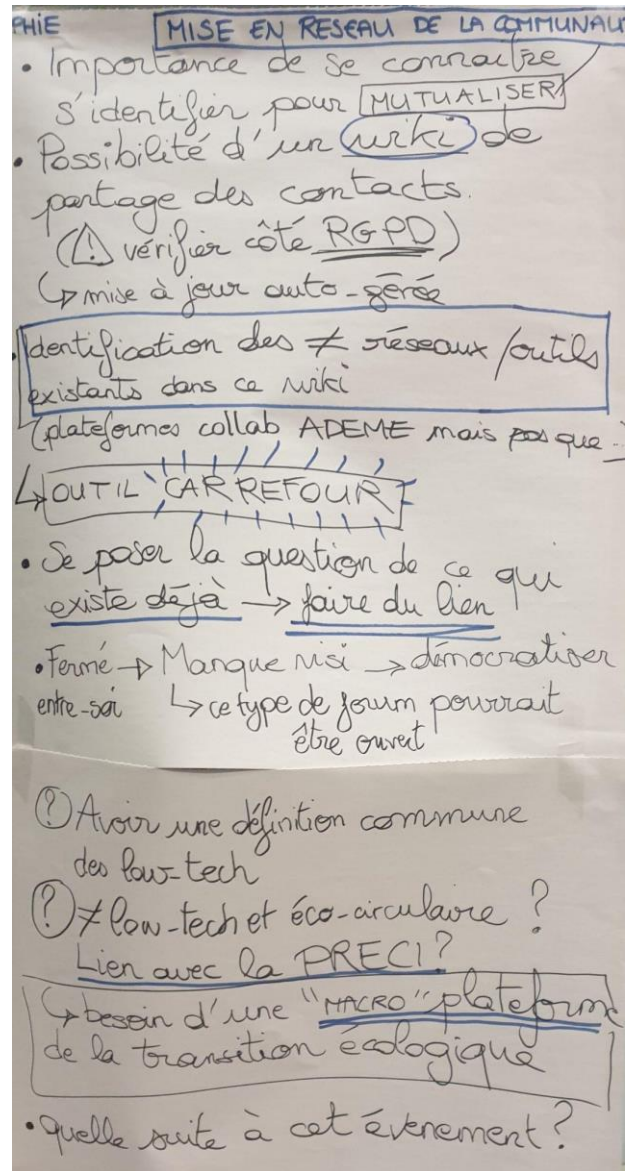 PHIE MISE EN RESEAU DE LA COMMUNAUT
• Importance de se connaître
s'identifier pour MUTUALISER
• Possibilité d'un wiki de
partage des contacts.
(⚠ vérifier côté RGPD)
↳ mise à jour auto-gérée
• Identification des ≠ réseaux/outils
existants dans ce wiki
(plateformes collab ADEME mais pas que...)
↳ OUTIL CARREFOUR
• Se poser la question de ce qui
existe déjà → faire du lien
• Fermé → Manque visi → démocratiser
entre-soi ↳ ce type de forum pourrait
être ouvert
? Avoir une définition commune
des low-tech
? ≠ low-tech et éco-circulaire ?
Lien avec la PRECI ?
↳ besoin d'une "MACRO" plateforme
de la transition écologique
• quelle suite à cet évènement ?